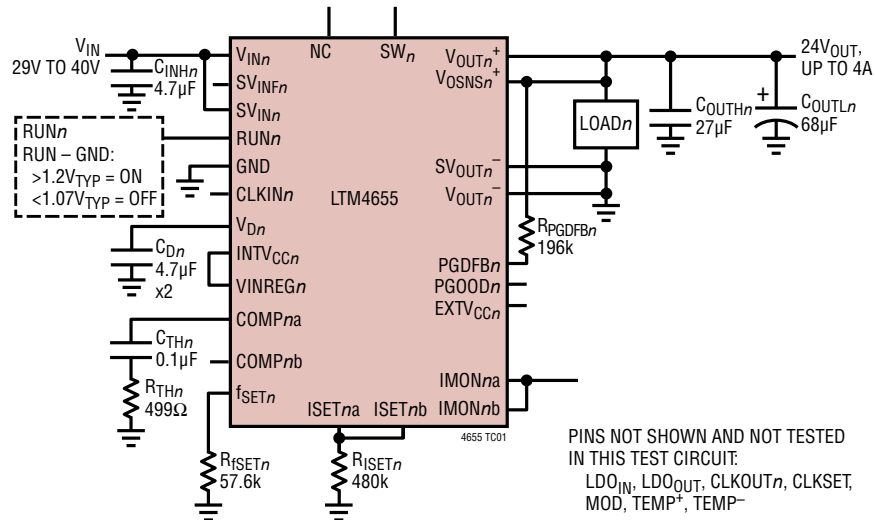 NC
SWn
VIN
29V TO 40V
CINHn
4.7µF
VINn
SVINFn
SVINn
RUNn
RUN – GND:
>1.2VTYP = ON
<1.07VTYP = OFF
RUNn
GND
CLKINn
VDn
INTVCCn
VINREGn
COMPna
COMPnb
fSETn
ISETna
ISETnb
LTM4655
VOUTn+
VOSNSn+
SVOUTn–
VOUTn–
PGDFBn
PGOODn
EXTVCCn
IMONna
IMONnb
24VOUT,
UP TO 4A
LOADn
COUTHn
27µF
+
COUTLn
68µF
RPGDFBn
196k
CDn
4.7µF
x2
CTHn
0.1µF
RTHn
499Ω
RfSETn
57.6k
RISETn
480k
4655 TC01
PINS NOT SHOWN AND NOT TESTED
IN THIS TEST CIRCUIT:
LDOIN, LDOOUT, CLKOUTn, CLKSET,
MOD, TEMP+, TEMP–